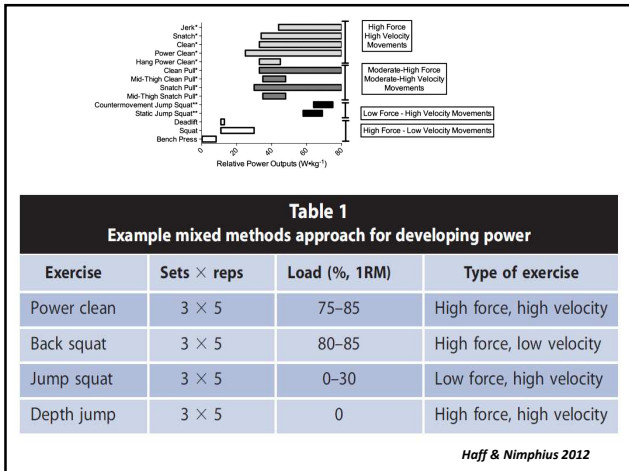 Jerk*
Snatch*
Clean*
Power Clean*
Hang Power Clean*
Clean Pull*
Mid-Thigh Clean Pull*
Snatch Pull*
Mid-Thigh Snatch Pull*
Countermovement Jump Squat**
Static Jump Squat**
Deadlift
Squat
Bench Press
0 20 40 60 80
Relative Power Outputs (W•kg⁻¹)
High Force
High Velocity
Movements
Moderate-High Force
Moderate-High Velocity
Movements
Low Force - High Velocity Movements
High Force - Low Velocity Movements
Table 1
Example mixed methods approach for developing power
Exercise Sets × reps Load (%, 1RM) Type of exercise
Power clean 3 × 5 75–85 High force, high velocity
Back squat 3 × 5 80–85 High force, low velocity
Jump squat 3 × 5 0–30 Low force, high velocity
Depth jump 3 × 5 0 High force, high velocity
Haff & Nimphius 2012